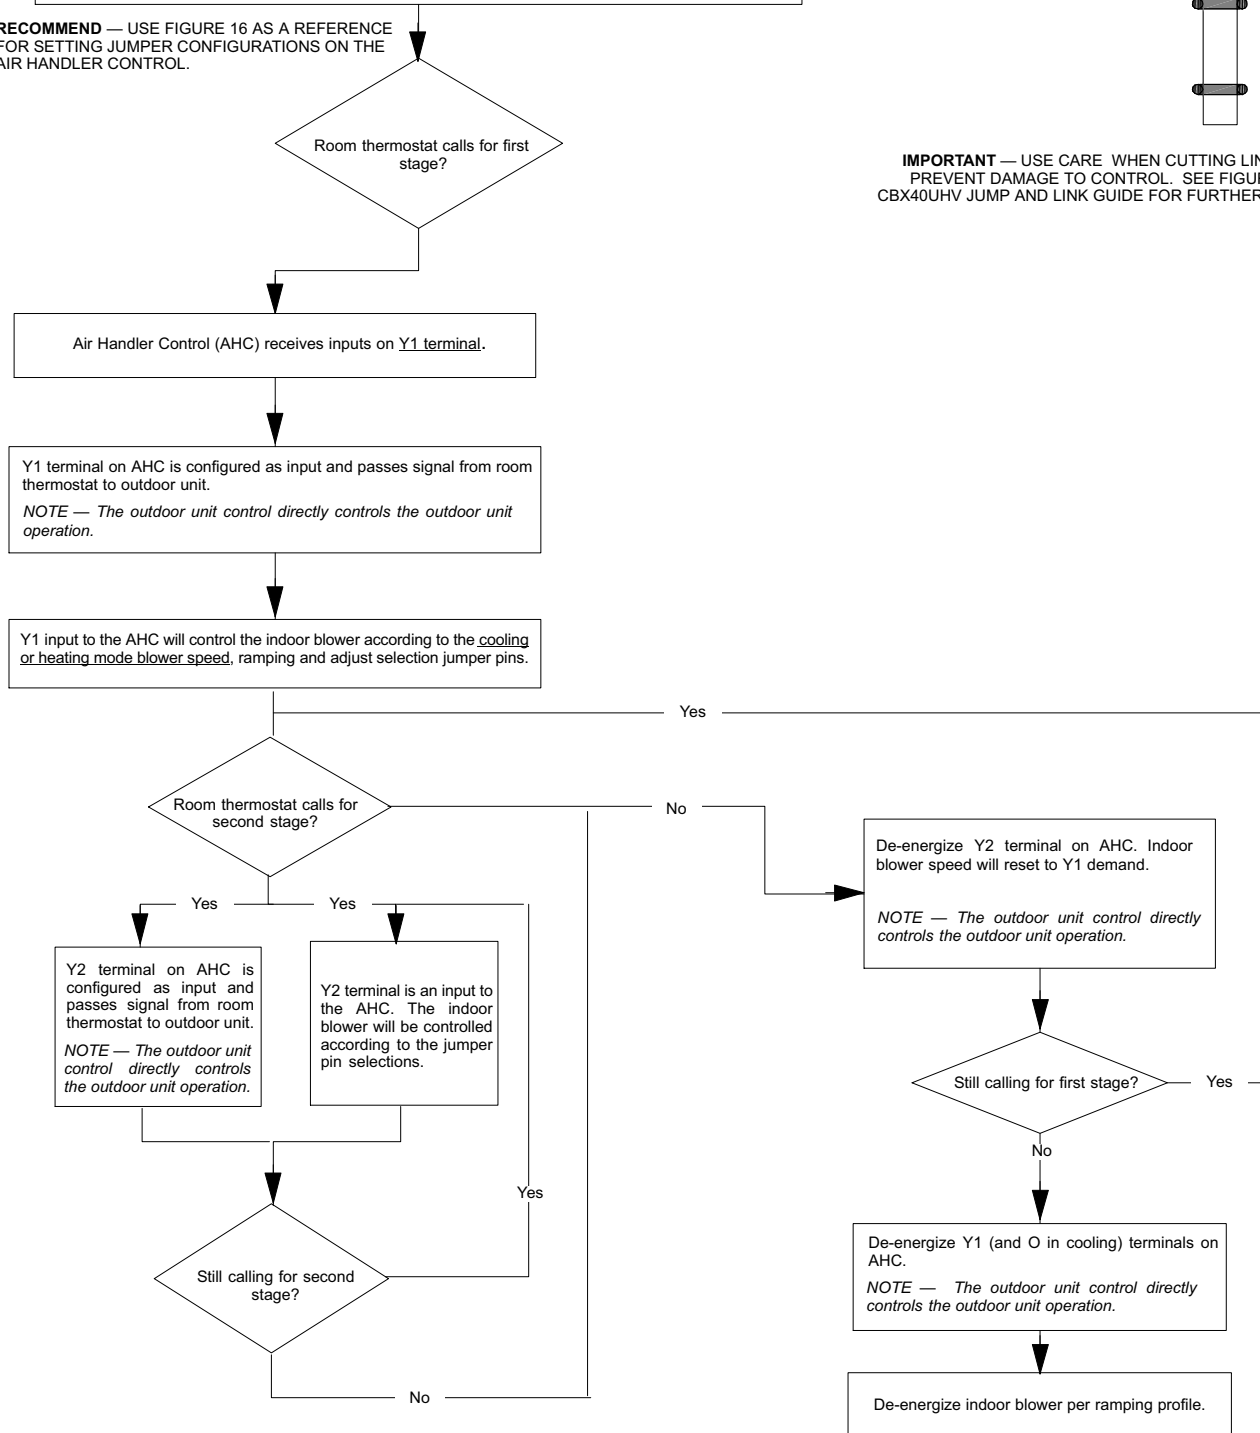 RECOMMEND — USE FIGURE 16 AS A REFERENCE
FOR SETTING JUMPER CONFIGURATIONS ON THE
AIR HANDLER CONTROL.
Room thermostat calls for first
stage?
IMPORTANT — USE CARE WHEN CUTTING LIN
PREVENT DAMAGE TO CONTROL. SEE FIGUR
CBX40UHV JUMP AND LINK GUIDE FOR FURTHER
Air Handler Control (AHC) receives inputs on Y1 terminal.
Y1 terminal on AHC is configured as input and passes signal from room
thermostat to outdoor unit.
NOTE — The outdoor unit control directly controls the outdoor unit
operation.
Y1 input to the AHC will control the indoor blower according to the cooling
or heating mode blower speed, ramping and adjust selection jumper pins.
Yes
Room thermostat calls for
second stage?
No
De-energize Y2 terminal on AHC. Indoor
blower speed will reset to Y1 demand.
NOTE — The outdoor unit control directly
controls the outdoor unit operation.
Yes
Yes
Y2 terminal on AHC is
configured as input and
passes signal from room
thermostat to outdoor unit.
NOTE — The outdoor unit
control directly controls
the outdoor unit operation.
Y2 terminal is an input to
the AHC. The indoor
blower will be controlled
according to the jumper
pin selections.
Still calling for first stage?
Yes
No
Yes
Still calling for second
stage?
No
De-energize Y1 (and O in cooling) terminals on
AHC.
NOTE — The outdoor unit control directly
controls the outdoor unit operation.
De-energize indoor blower per ramping profile.